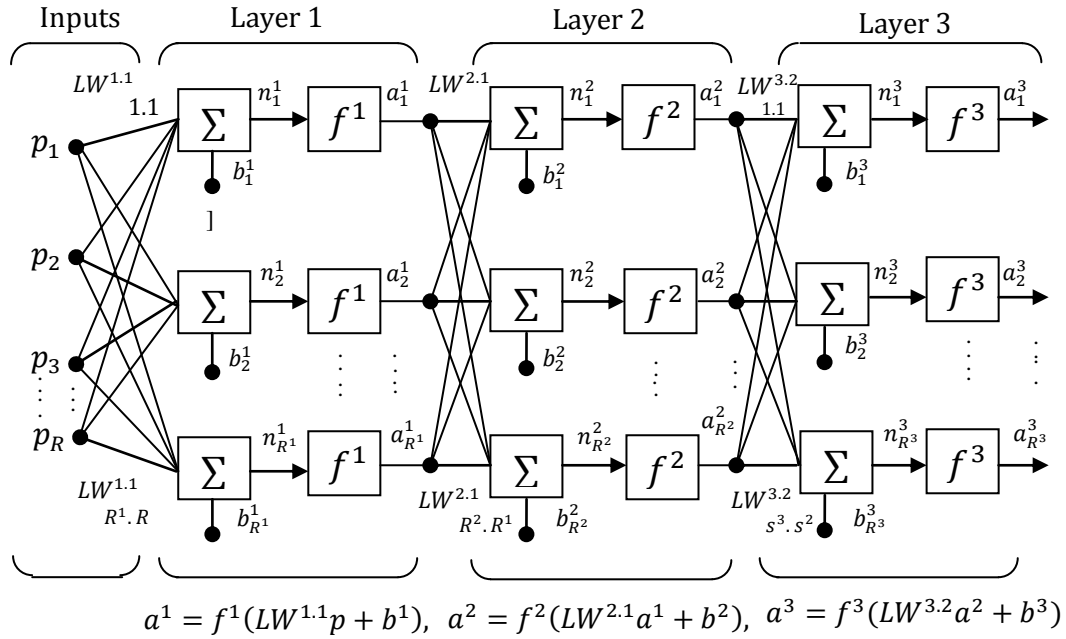 Inputs Layer 1 Layer 2 Layer 3
LW^{1.1} n_1^1 a_1^1 LW^{2.1} n_1^2 a_1^2 LW^{3.2} n_1^3 a_1^3
1.1 Σ f^1 Σ f^2 1.1 Σ f^3
p_1 b_1^1 b_1^2 b_1^3
]
p_2 n_2^1 a_2^1 n_2^2 a_2^2 n_2^3 a_2^3
Σ f^1 Σ f^2 Σ f^3
p_3 b_2^1 b_2^2 b_2^3
p_R n_{R^1}^1 a_{R^1}^1 n_{R^2}^2 a_{R^2}^2 n_{R^3}^3 a_{R^3}^3
Σ f^1 Σ f^2 Σ f^3
LW^{1.1} LW^{2.1} LW^{3.2}
R^1.R b_{R^1}^1 R^2.R^1 b_{R^2}^2 s^3.s^2 b_{R^3}^3
a^1 = f^1(LW^{1.1}p + b^1), a^2 = f^2(LW^{2.1}a^1 + b^2), a^3 = f^3(LW^{3.2}a^2 + b^3)